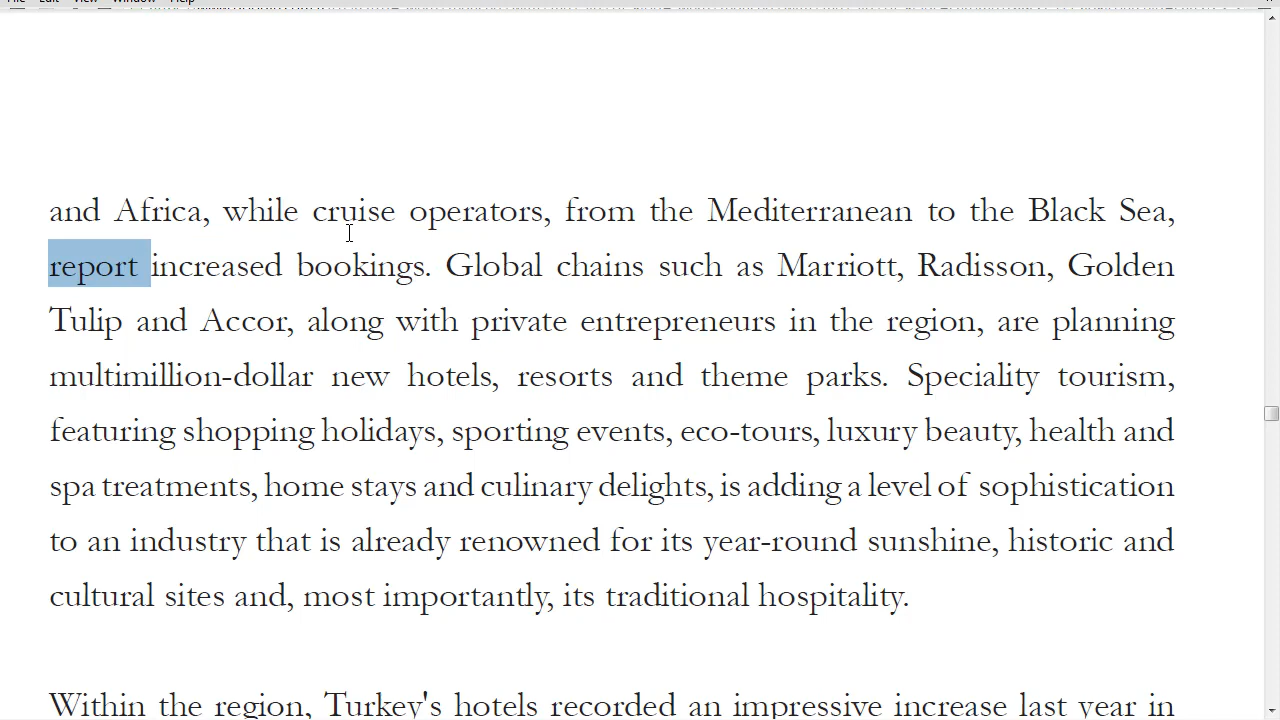 File Edit View Window Help
and Africa, while cruise operators, from the Mediterranean to the Black Sea,
report increased bookings. Global chains such as Marriott, Radisson, Golden
Tulip and Accor, along with private entrepreneurs in the region, are planning
multimillion-dollar new hotels, resorts and theme parks. Speciality tourism,
featuring shopping holidays, sporting events, eco-tours, luxury beauty, health and
spa treatments, home stays and culinary delights, is adding a level of sophistication
to an industry that is already renowned for its year-round sunshine, historic and
cultural sites and, most importantly, its traditional hospitality.
Within the region, Turkey's hotels recorded an impressive increase last year in